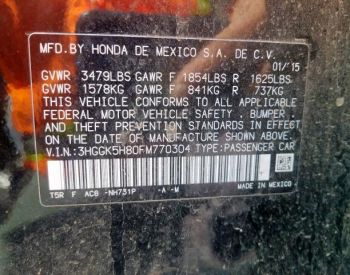 MFD.BY HONDA DE MEXICO S.A. DE C.V.
01/'15
GVWR 3479LBS GAWR F 1854LBS R 1625LBS
GVWR 1578KG GAWR F 841KG R 737KG
THIS VEHICLE CONFORMS TO ALL APPLICABLE
FEDERAL MOTOR VEHICLE SAFETY , BUMPER ,
AND THEFT PREVENTION STANDARDS IN EFFECT
ON THE DATE OF MANUFACTURE SHOWN ABOVE.
V.I.N.:3HGGK5H80FM770304 TYPE:PASSENGER CAR
T5R F AC8 -NH731P -A -M
MADE IN
MEXICO